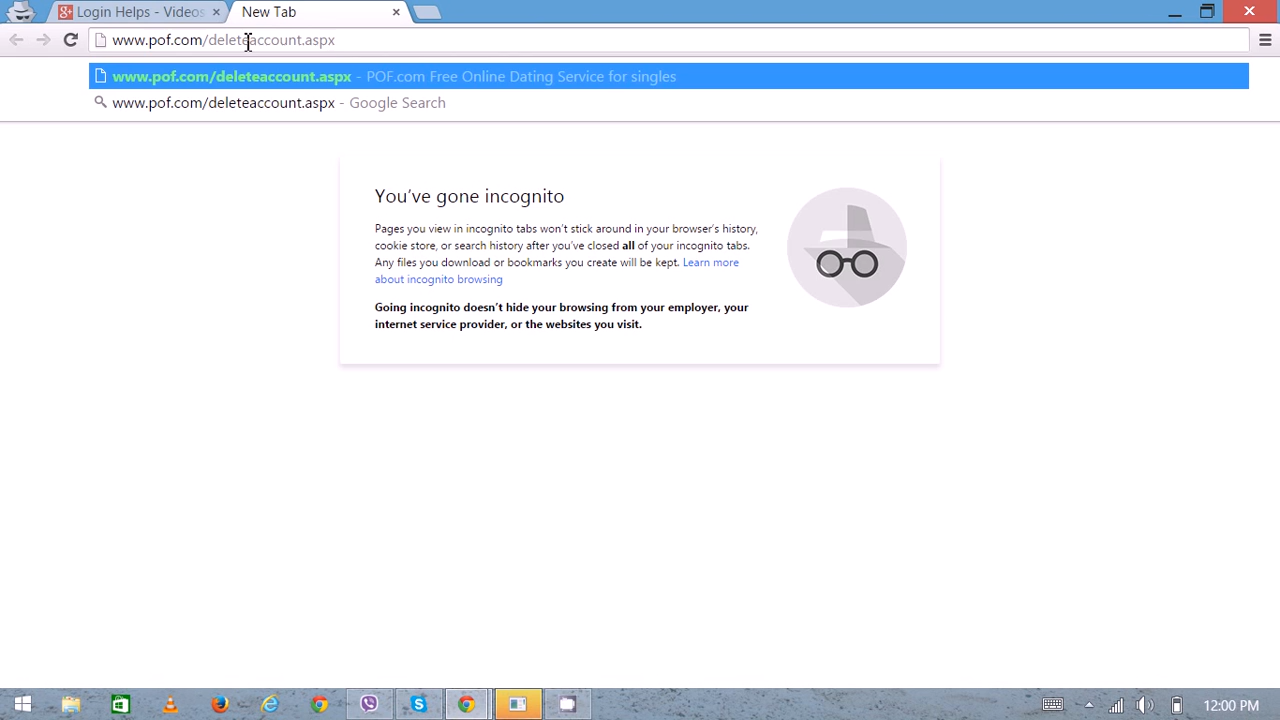 Login Helps - Videos
New Tab
www.pof.com/deleteaccount.aspx
www.pof.com/deleteaccount.aspx - POF.com Free Online Dating Service for singles
www.pof.com/deleteaccount.aspx - Google Search
You've gone incognito
Pages you view in incognito tabs won't stick around in your browser's history,
cookie store, or search history after you've closed all of your incognito tabs.
Any files you download or bookmarks you create will be kept. Learn more
about incognito browsing
Going incognito doesn't hide your browsing from your employer, your
internet service provider, or the websites you visit.
12:00 PM